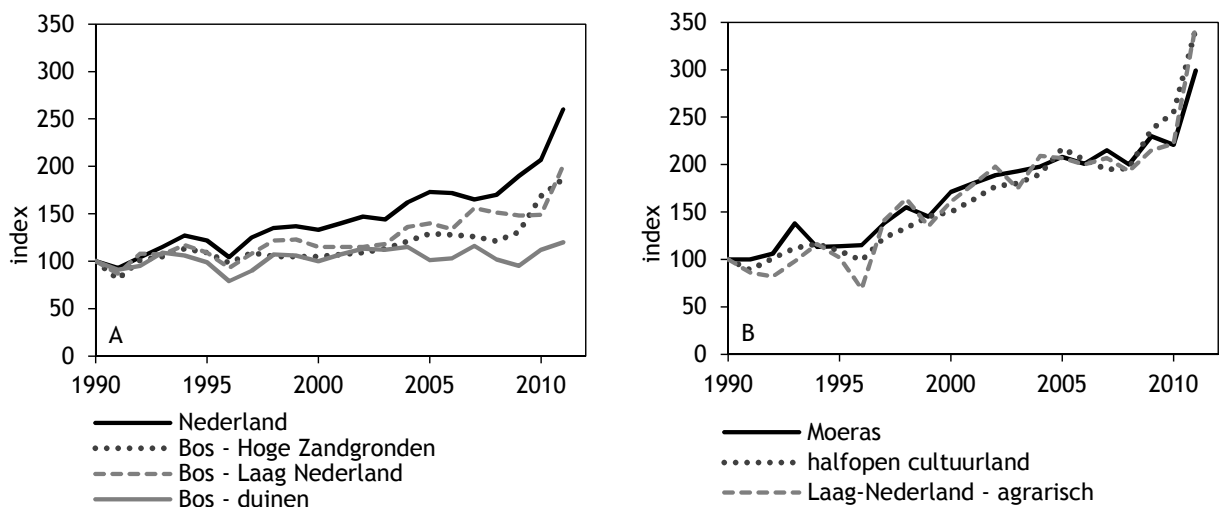 350
300
250
200
150
100
50
0
index
A
1990
1995
2000
2005
2010
Nederland
Bos - Hoge Zandgronden
Bos - Laag Nederland
Bos - duinen
350
300
250
200
150
100
50
0
index
B
1990
1995
2000
2005
2010
Moeras
halfopen cultuurland
Laag-Nederland - agrarisch